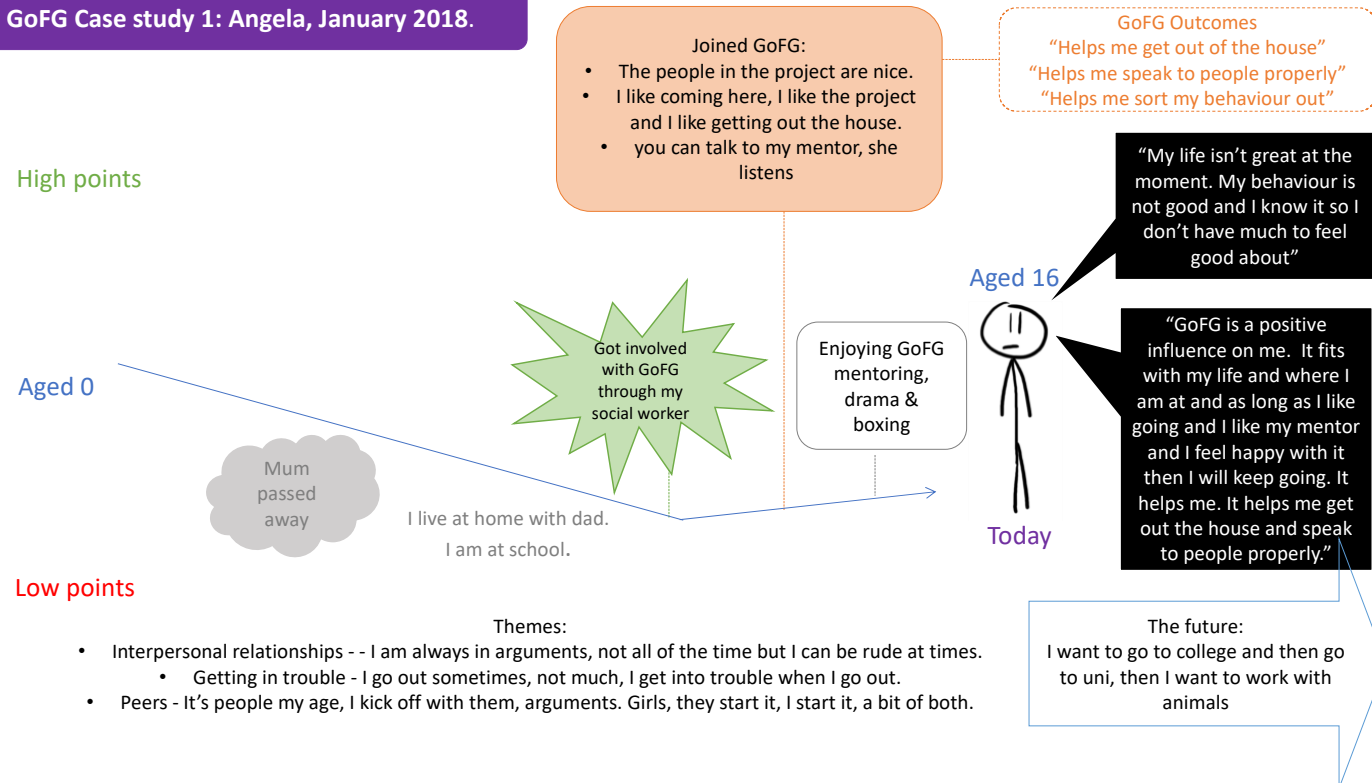 GoFG Case study 1: Angela, January 2018.
Joined GoFG:
• The people in the project are nice.
• I like coming here, I like the project
and I like getting out the house.
• you can talk to my mentor, she
listens
GoFG Outcomes
“Helps me get out of the house”
“Helps me speak to people properly”
“Helps me sort my behaviour out”
High points
“My life isn’t great at the
moment. My behaviour is
not good and I know it so I
don’t have much to feel
good about”
Aged 16
Got involved
with GoFG
through my
social worker
Enjoying GoFG
mentoring,
drama &
boxing
“GoFG is a positive
influence on me. It fits
with my life and where I
am at and as long as I like
going and I like my mentor
and I feel happy with it
then I will keep going. It
helps me. It helps me get
out the house and speak
to people properly.”
Aged 0
Mum
passed
away
I live at home with dad.
I am at school.
Today
Low points
Themes:
• Interpersonal relationships - - I am always in arguments, not all of the time but I can be rude at times.
• Getting in trouble - I go out sometimes, not much, I get into trouble when I go out.
• Peers - It’s people my age, I kick off with them, arguments. Girls, they start it, I start it, a bit of both.
The future:
I want to go to college and then go
to uni, then I want to work with
animals